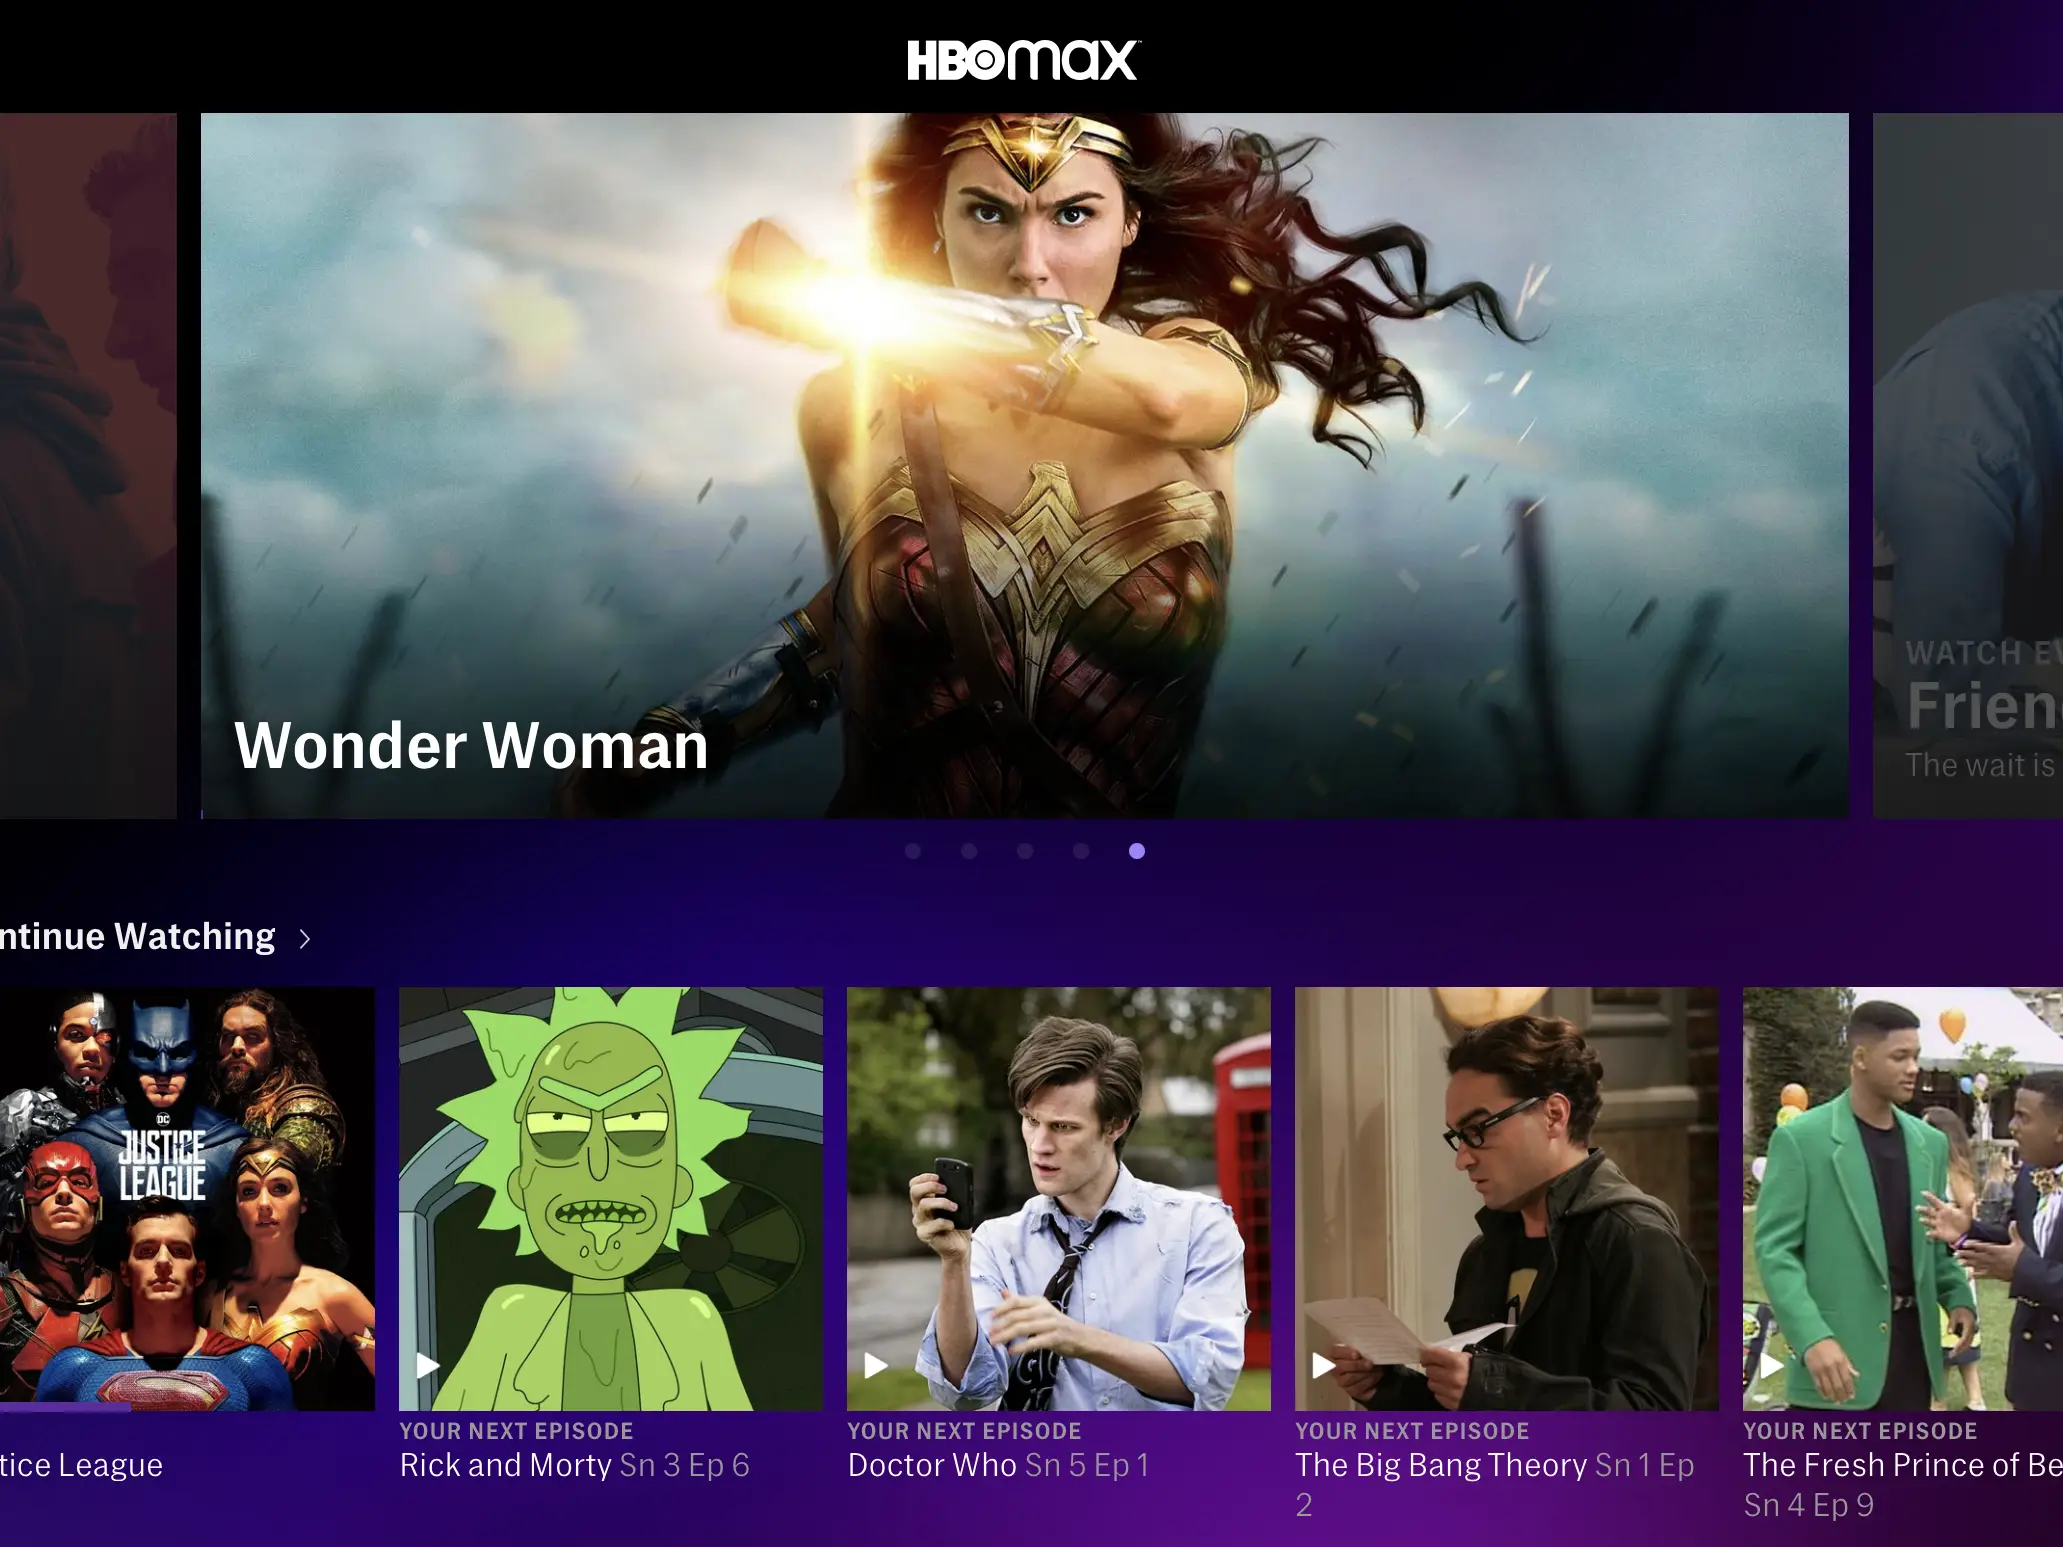 HBOmax
Wonder Woman
WATCH
Frien
The wait is
ntinue Watching
DC
JUSTICE
LEAGUE
YOUR NEXT EPISODE
YOUR NEXT EPISODE
YOUR NEXT EPISODE
YOUR NEXT EPISODE
tice League
Rick and Morty Sn 3 Ep 6
Doctor Who Sn 5 Ep 1
The Big Bang Theory Sn 1 Ep
2
The Fresh Prince of Be
Sn 4 Ep 9